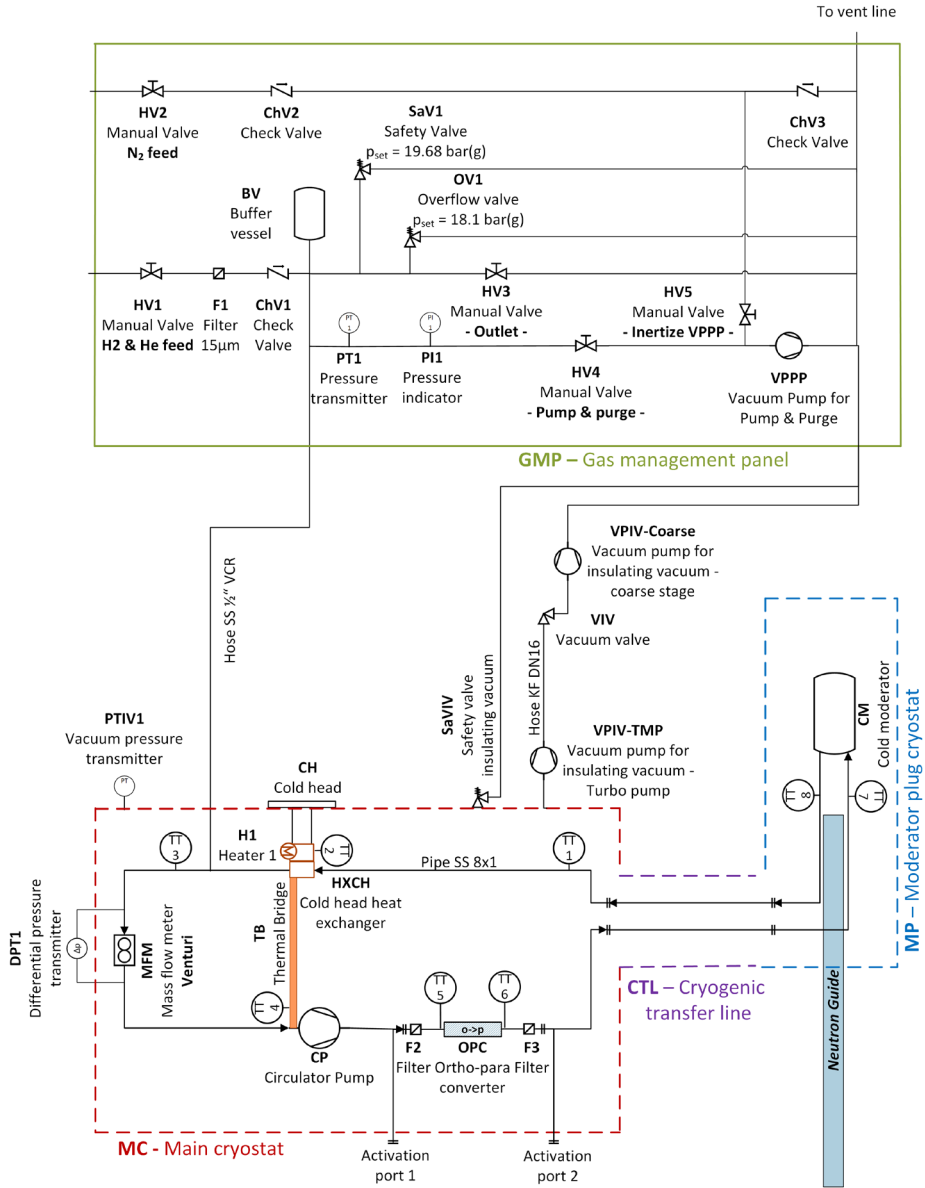 To vent line
HV2
Manual Valve
N₂ feed
ChV2
Check Valve
SaV1
Safety Valve
pset = 19.68 bar(g)
ChV3
Check Valve
OV1
Overflow valve
pset = 18.1 bar(g)
BV
Buffer
vessel
HV1
Manual Valve
H2 & He feed
F1
Filter
15µm
ChV1
Check
Valve
HV3
Manual Valve
- Outlet -
HV5
Manual Valve
- Inertize VPPP -
PT
1
PI
1
PT1
Pressure
transmitter
PI1
Pressure
indicator
HV4
Manual Valve
- Pump & purge -
VPPP
Vacuum Pump for
Pump & Purge
GMP – Gas management panel
Hose SS ½“ VCR
VPIV-Coarse
Vacuum pump for
insulating vacuum -
coarse stage
VIV
Vacuum valve
Hose KF DN16
SaVIV
Safety valve
insulating vacuum
VPIV-TMP
Vacuum pump for
insulating vacuum -
Turbo pump
PTIV1
Vacuum pressure
transmitter
PT
CM
Cold moderator
TT
8
TT
7
MP – Moderator plug cryostat
CH
Cold head
H1
Heater 1
M
TT
2
TT
3
TT
1
Pipe SS 8x1
HXCH
Cold head heat
exchanger
DPT1
Differential pressure
transmitter
Δp
MFM
Mass flow meter
Venturi
TB
Thermal Bridge
TT
4
TT
5
TT
6
CP
Circulator Pump
o->p
F2
Filter
OPC
Ortho-para
converter
F3
Filter
CTL – Cryogenic
transfer line
Neutron Guide
MC - Main cryostat
Activation
port 1
Activation
port 2